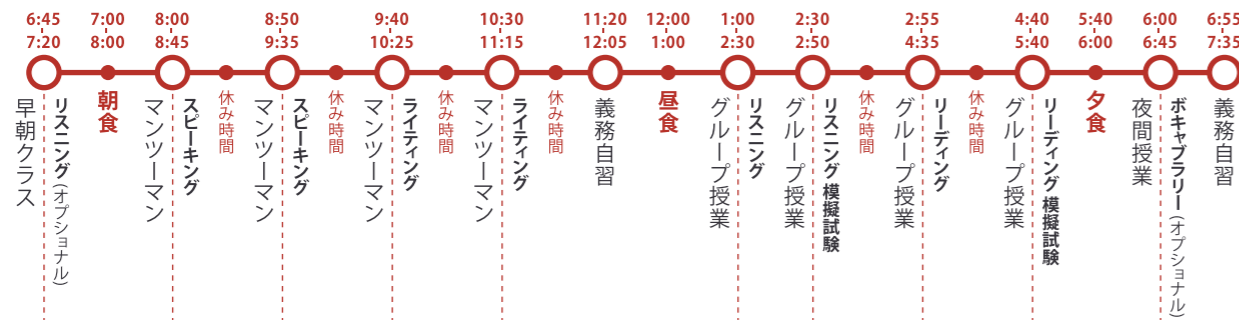 6:45
7:20
早朝クラス
リスニング(オプショナル)
7:00
8:00
朝食
8:00
8:45
マンツーマン
スピーキング
休み時間
8:50
9:35
マンツーマン
スピーキング
休み時間
9:40
10:25
マンツーマン
ライティング
休み時間
10:30
11:15
マンツーマン
ライティング
休み時間
11:20
12:05
義務自習
12:00
1:00
昼食
1:00
2:30
グループ授業
リスニング
2:30
2:50
グループ授業
リスニング 模擬試験
休み時間
2:55
4:35
グループ授業
リーディング
休み時間
4:40
5:40
グループ授業
リーディング 模擬試験
5:40
6:00
夕食
6:00
6:45
夜間授業
ボキャブラリー(オプショナル)
6:55
7:35
義務自習